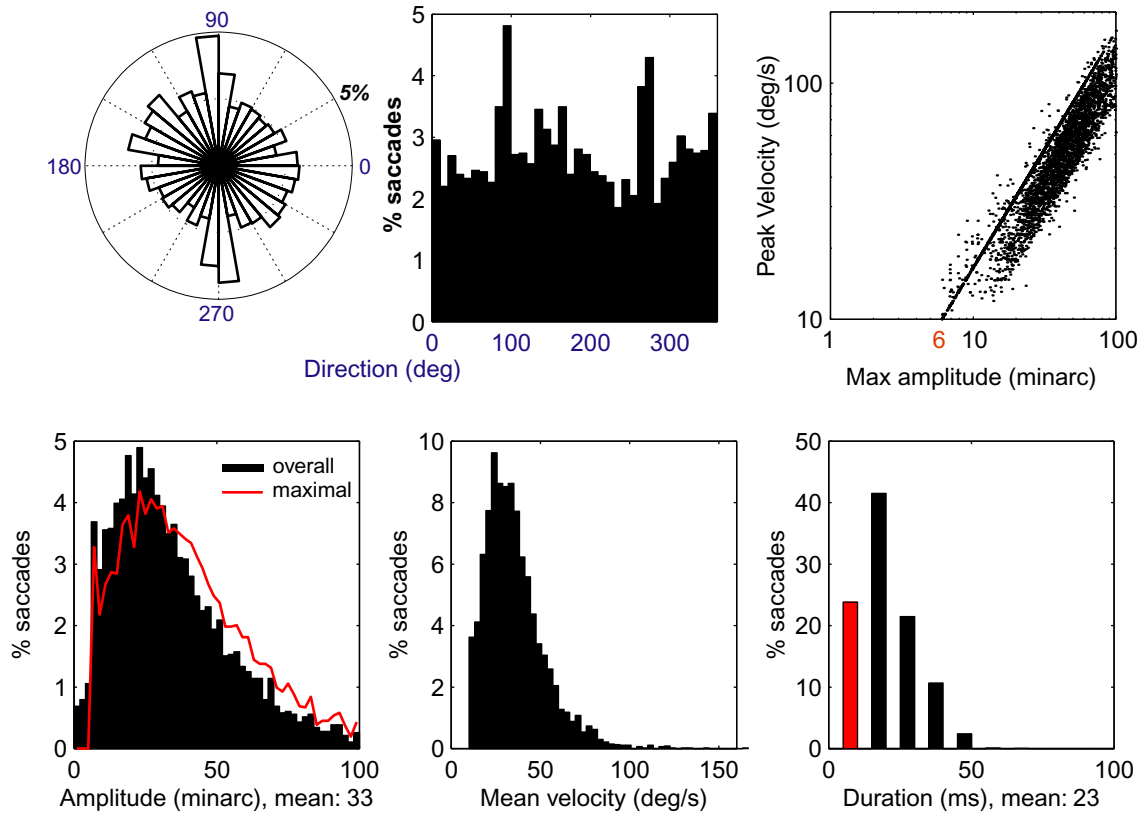 90
5%
180
0
270
5
4
3
2
1
0
% saccades
0 100 200 300
Direction (deg)
100
10
Peak Velocity (deg/s)
1 6 10 100
Max amplitude (minarc)
5
4
3
2
1
0
% saccades
overall
maximal
0 50 100
Amplitude (minarc), mean: 33
10
8
6
4
2
0
% saccades
0 50 100 150
Mean velocity (deg/s)
50
40
30
20
10
0
% saccades
0 50 100
Duration (ms), mean: 23